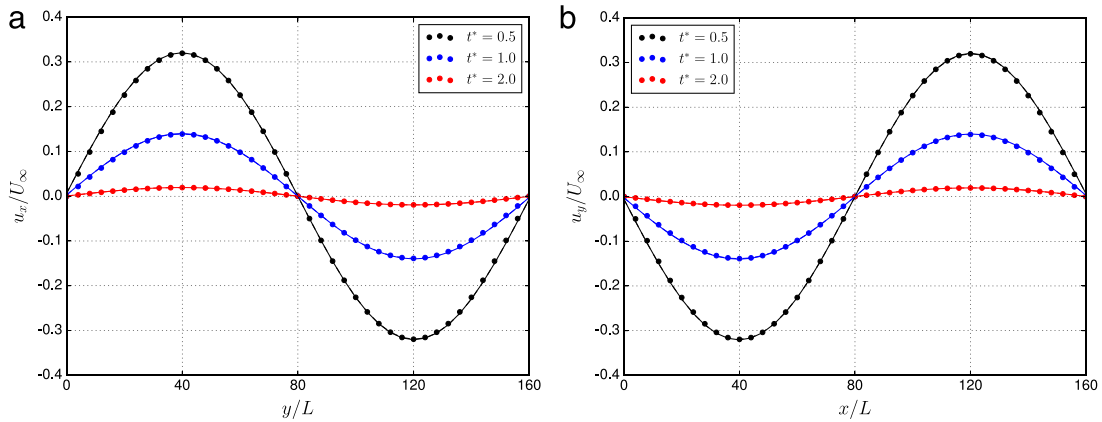 a
0.4
0.3
0.2
0.1
0.0
-0.1
-0.2
-0.3
-0.4
u_x/U_∞
0 40 80 120 160
y/L
t* = 0.5
t* = 1.0
t* = 2.0
b
0.4
0.3
0.2
0.1
0.0
-0.1
-0.2
-0.3
-0.4
u_y/U_∞
0 40 80 120 160
x/L
t* = 0.5
t* = 1.0
t* = 2.0